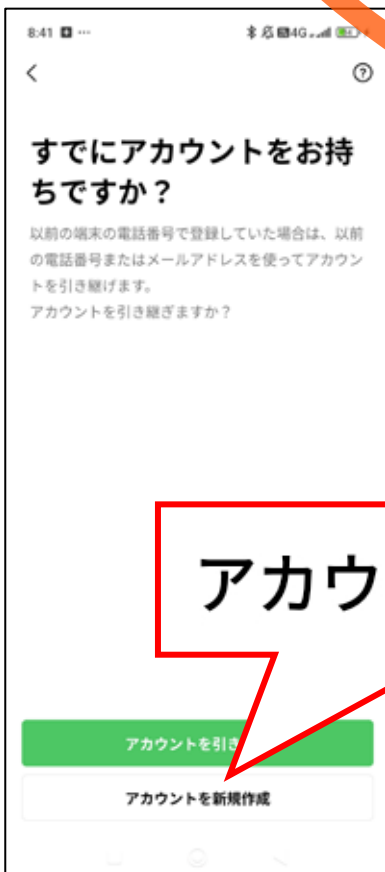 8:41
4G
すでにアカウントをお持
ちですか？
以前の端末の電話番号で登録していた場合は、以前
の電話番号またはメールアドレスを使ってアカウン
トを引き継げます。
アカウントを引き継ぎますか？
アカウ
アカウントを引き
アカウントを新規作成